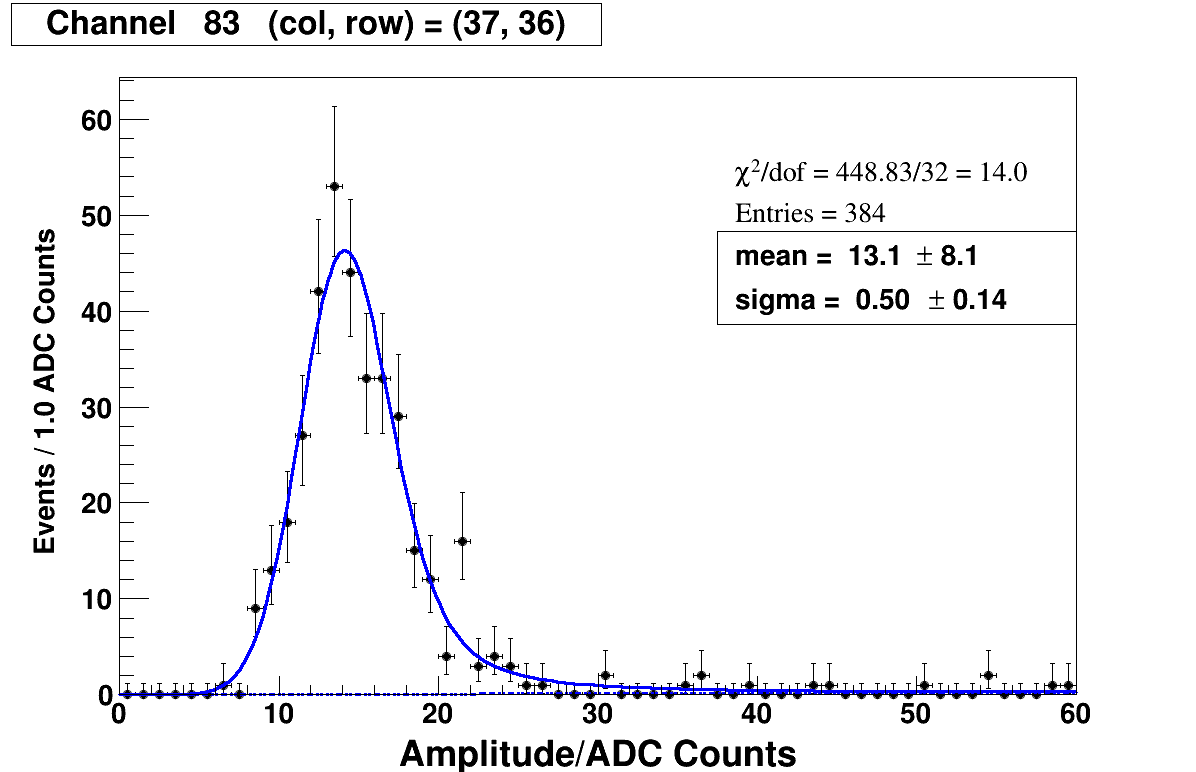 Channel 83 (col, row) = (37, 36)
χ²/dof = 448.83/32 = 14.0
Entries = 384
mean = 13.1 ± 8.1
sigma = 0.50 ± 0.14
Events / 1.0 ADC Counts
60
50
40
30
20
10
0
0 10 20 30 40 50 60
Amplitude/ADC Counts